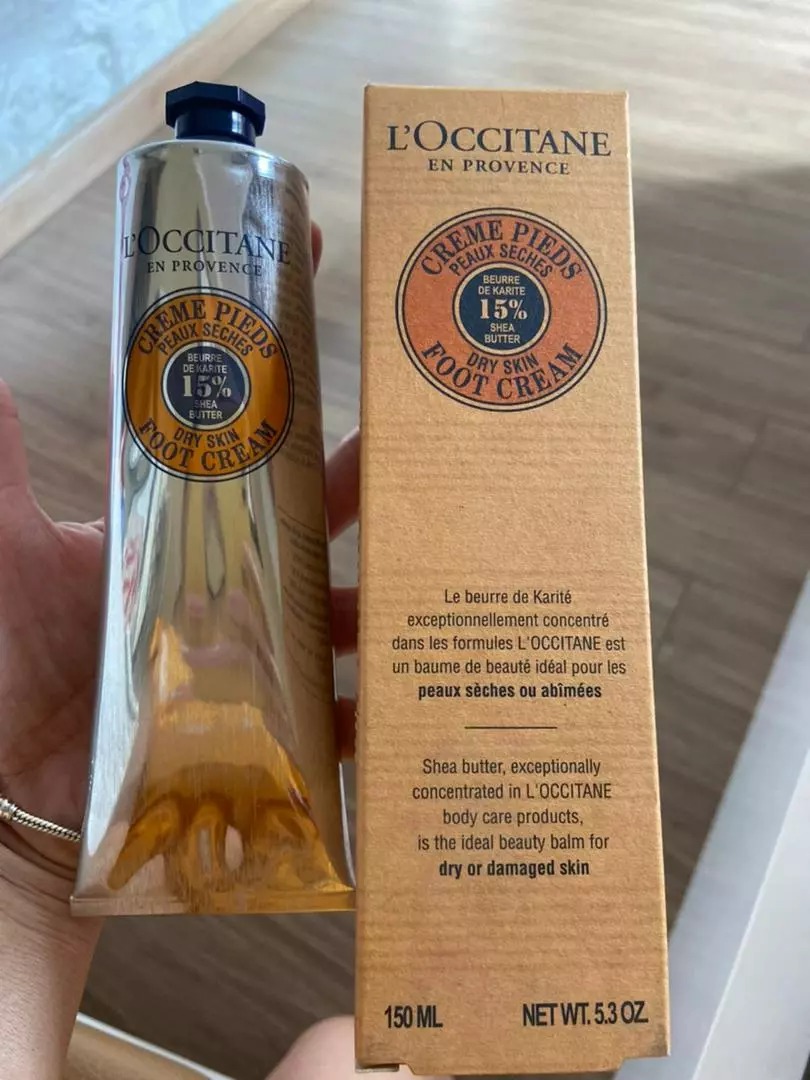 L'OCCITANE
EN PROVENCE
CREME PIEDS
PEAUX SECHES
BEURRE
DE KARITE
15%
SHEA
BUTTER
DRY SKIN
FOOT CREAM
L'OCCITANE
EN PROVENCE
CREME PIEDS
PEAUX SECHES
BEURRE
DE KARITE
15%
SHEA
BUTTER
DRY SKIN
FOOT CREAM
Le beurre de Karité
exceptionnellement concentré
dans les formules L'OCCITANE est
un baume de beauté idéal pour les
peaux sèches ou abîmées
Shea butter, exceptionally
concentrated in L'OCCITANE
body care products,
is the ideal beauty balm for
dry or damaged skin
150 ML
NET WT. 5.3 OZ.